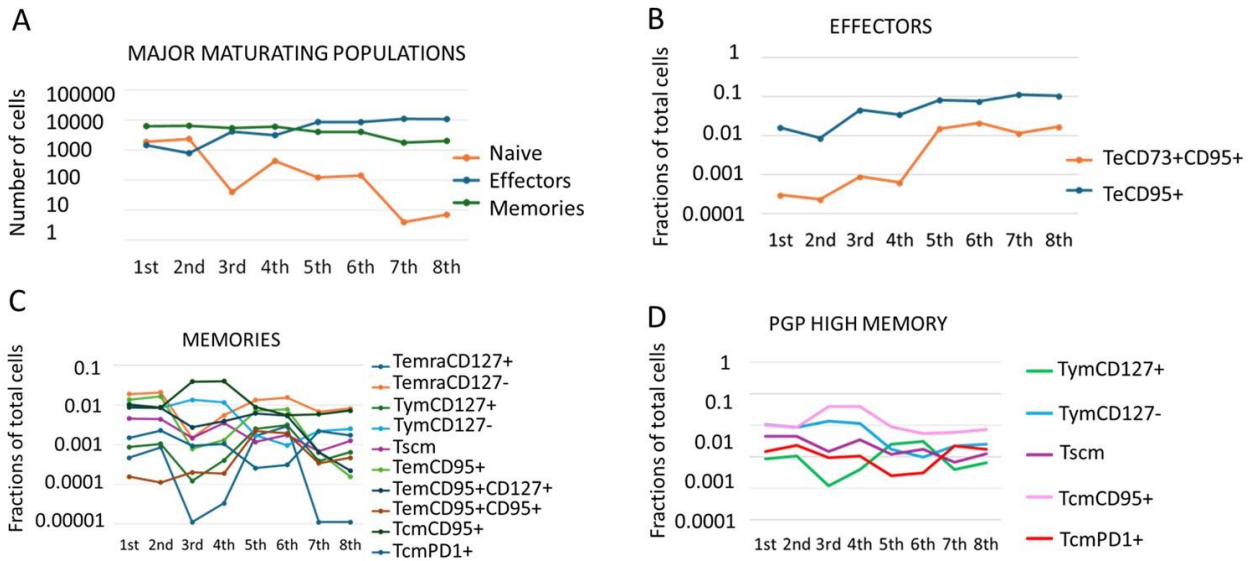 A
MAJOR MATURATING POPULATIONS
Number of cells
100000
10000
1000
100
10
1
1st 2nd 3rd 4th 5th 6th 7th 8th
Naive
Effectors
Memories
B
EFFECTORS
Fractions of total cells
1
0.1
0.01
0.001
0.0001
1st 2nd 3rd 4th 5th 6th 7th 8th
TeCD73+CD95+
TeCD95+
C
MEMORIES
Fractions of total cells
0.1
0.01
0.001
0.0001
0.00001
1st 2nd 3rd 4th 5th 6th 7th 8th
TemraCD127+
TemraCD127-
TymCD127+
TymCD127-
Tscm
TemCD95+
TemCD95+CD127+
TemCD95+CD95+
TcmCD95+
TcmPD1+
D
PGP HIGH MEMORY
Fractions of total cells
1
0.1
0.01
0.001
0.0001
1st 2nd 3rd 4th 5th 6th 7th 8th
TymCD127+
TymCD127-
Tscm
TcmCD95+
TcmPD1+